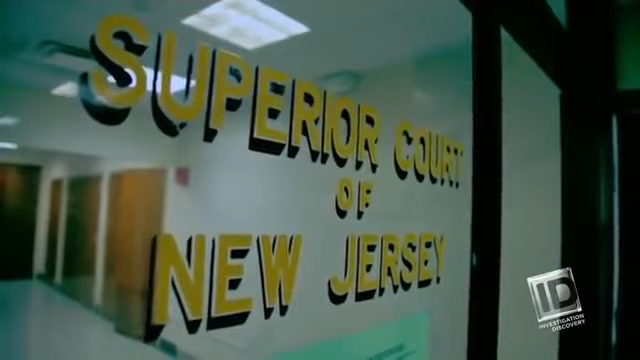 SUPERIOR COURT
OF
NEW JERSEY
ID
INVESTIGATION
DISCOVERY